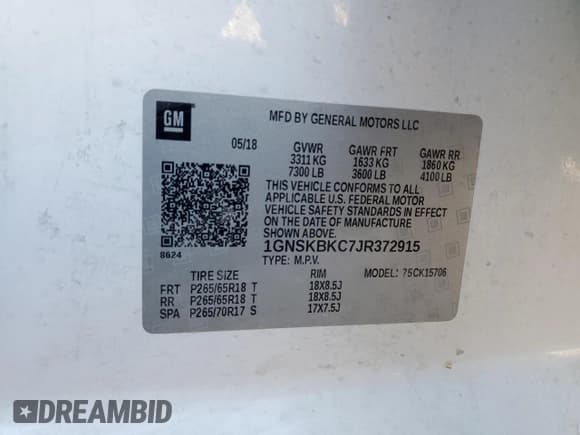 GM
MFD BY GENERAL MOTORS LLC
05/18 GVWR GAWR FRT GAWR RR
3311 KG 1633 KG 1860 KG
7300 LB 3600 LB 4100 LB
THIS VEHICLE CONFORMS TO ALL
APPLICABLE U.S. FEDERAL MOTOR
VEHICLE SAFETY STANDARDS IN EFFECT
ON THE DATE OF MANUFACTURE
SHOWN ABOVE.
8624 1GNSKBKC7JR372915
TYPE: M.P.V.
TIRE SIZE RIM MODEL: 7SCK15706
FRT P265/65R18 T 18X8.5J
RR P265/65R18 T 18X8.5J
SPA P265/70R17 S 17X7.5J
DREAMBID